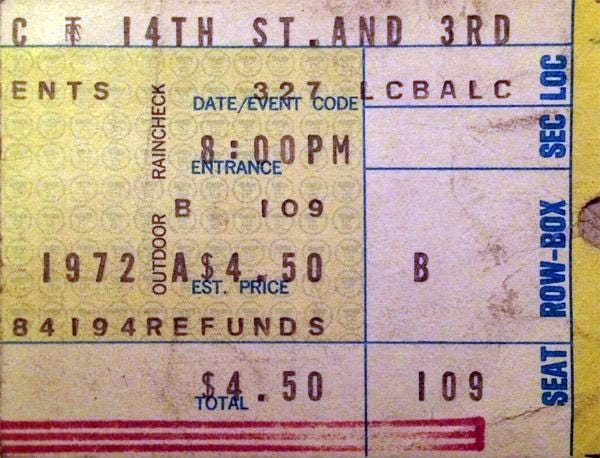 C T 14TH ST. AND 3RD
ENTS 327 LCBALC
DATE/EVENT CODE
8:00PM
ENTRANCE
B 109
1972 A$4.50 B
EST. PRICE
84194REFUNDS
$4.50 109
TOTAL
OUTDOOR RAINCHECK
SEAT ROW-BOX SEC LOC